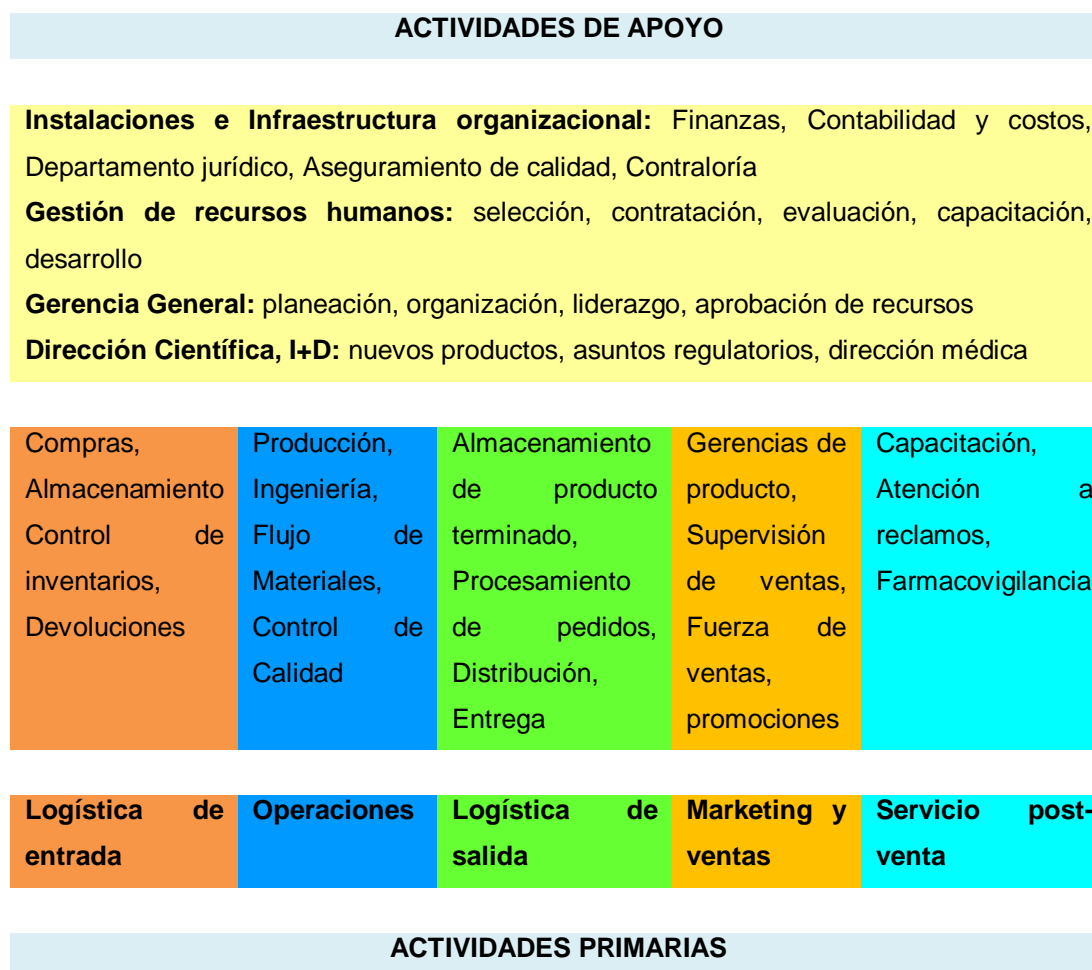 ACTIVIDADES DE APOYO
Instalaciones e Infraestructura organizacional: Finanzas, Contabilidad y costos,
Departamento jurídico, Aseguramiento de calidad, Contraloría
Gestión de recursos humanos: selección, contratación, evaluación, capacitación,
desarrollo
Gerencia General: planeación, organización, liderazgo, aprobación de recursos
Dirección Científica, I+D: nuevos productos, asuntos regulatorios, dirección médica
Compras,
Almacenamiento
Control de
inventarios,
Devoluciones
Producción,
Ingeniería,
Flujo de
Materiales,
Control de
Calidad
Almacenamiento
de producto
terminado,
Procesamiento
de pedidos,
Distribución,
Entrega
Gerencias de
producto,
Supervisión
de ventas,
Fuerza de
ventas,
promociones
Capacitación,
Atención a
reclamos,
Farmacovigilancia
Logística de
entrada
Operaciones
Logística de
salida
Marketing y
ventas
Servicio post-
venta
ACTIVIDADES PRIMARIAS